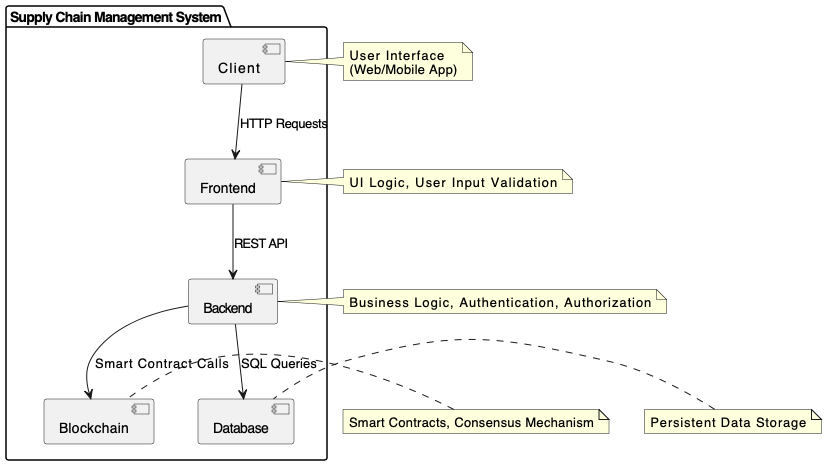 Supply Chain Management System
Client
User Interface
(Web/Mobile App)
HTTP Requests
Frontend
UI Logic, User Input Validation
REST API
Backend
Business Logic, Authentication, Authorization
Smart Contract Calls
SQL Queries
Blockchain
Database
Smart Contracts, Consensus Mechanism
Persistent Data Storage